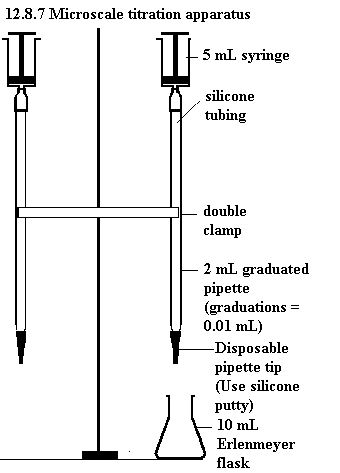 12.8.7 Microscale titration apparatus
5 mL syringe
silicone
tubing
double
clamp
2 mL graduated
pipette
(graduations =
0.01 mL)
Disposable
pipette tip
(Use silicone
putty)
10 mL
Erlenmeyer
flask